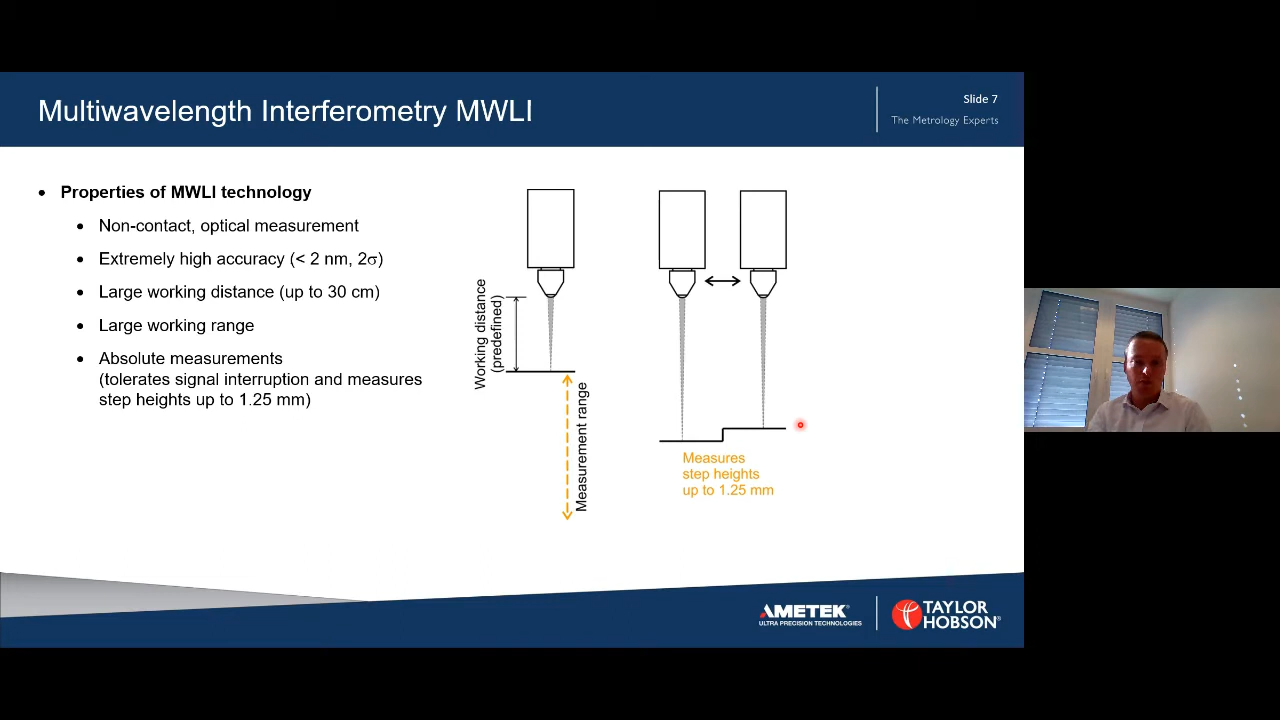 Multiwavelength Interferometry MWLI
Slide 7
The Metrology Experts
• Properties of MWLI technology
• Non-contact, optical measurement
• Extremely high accuracy (< 2 nm, 2σ)
• Large working distance (up to 30 cm)
• Large working range
• Absolute measurements
(tolerates signal interruption and measures
step heights up to 1.25 mm)
Working distance
(predefined)
Measurement range
Measures
step heights
up to 1.25 mm
AMETEK®
ULTRA PRECISION TECHNOLOGIES
TAYLOR
HOBSON®